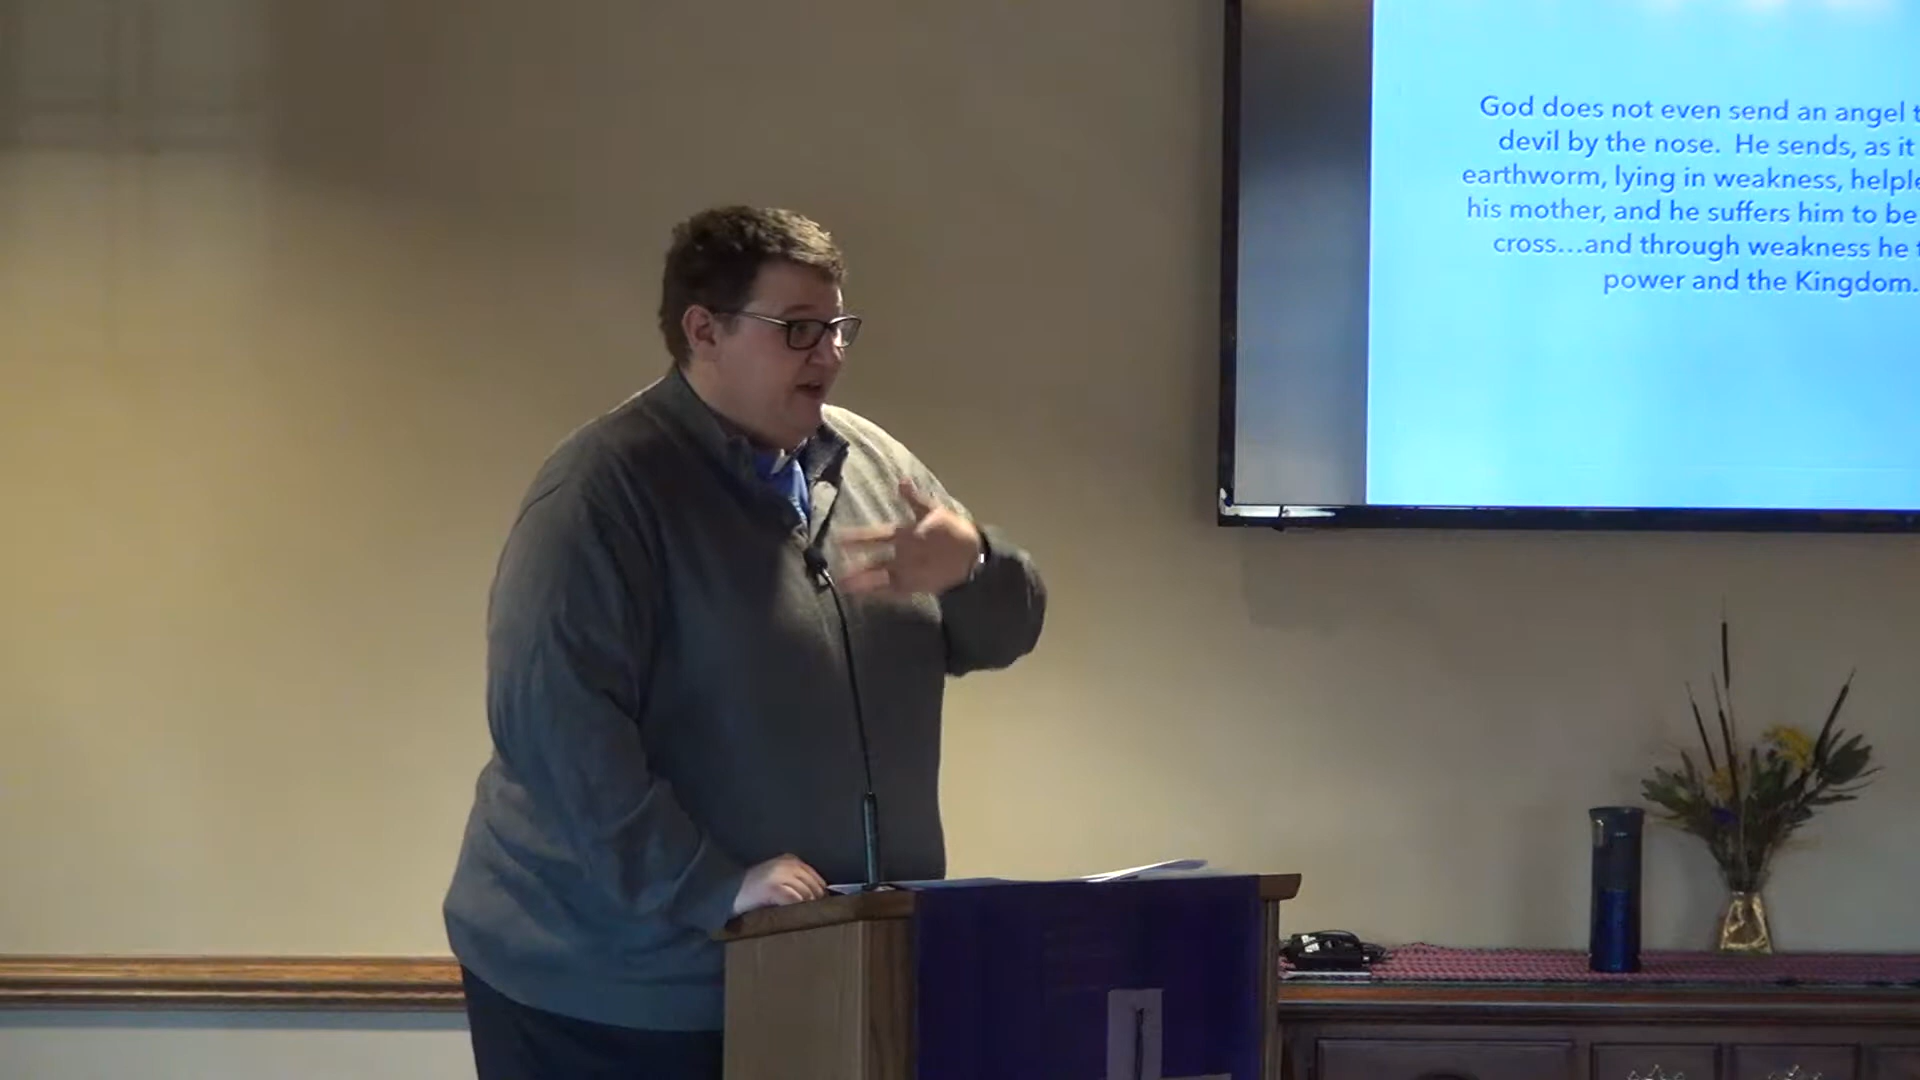 God does not even send an angel
devil by the nose. He sends, as it
earthworm, lying in weakness,
his mother, and he suffers him to be
cross...and through weakness he
power and the Kingdom.